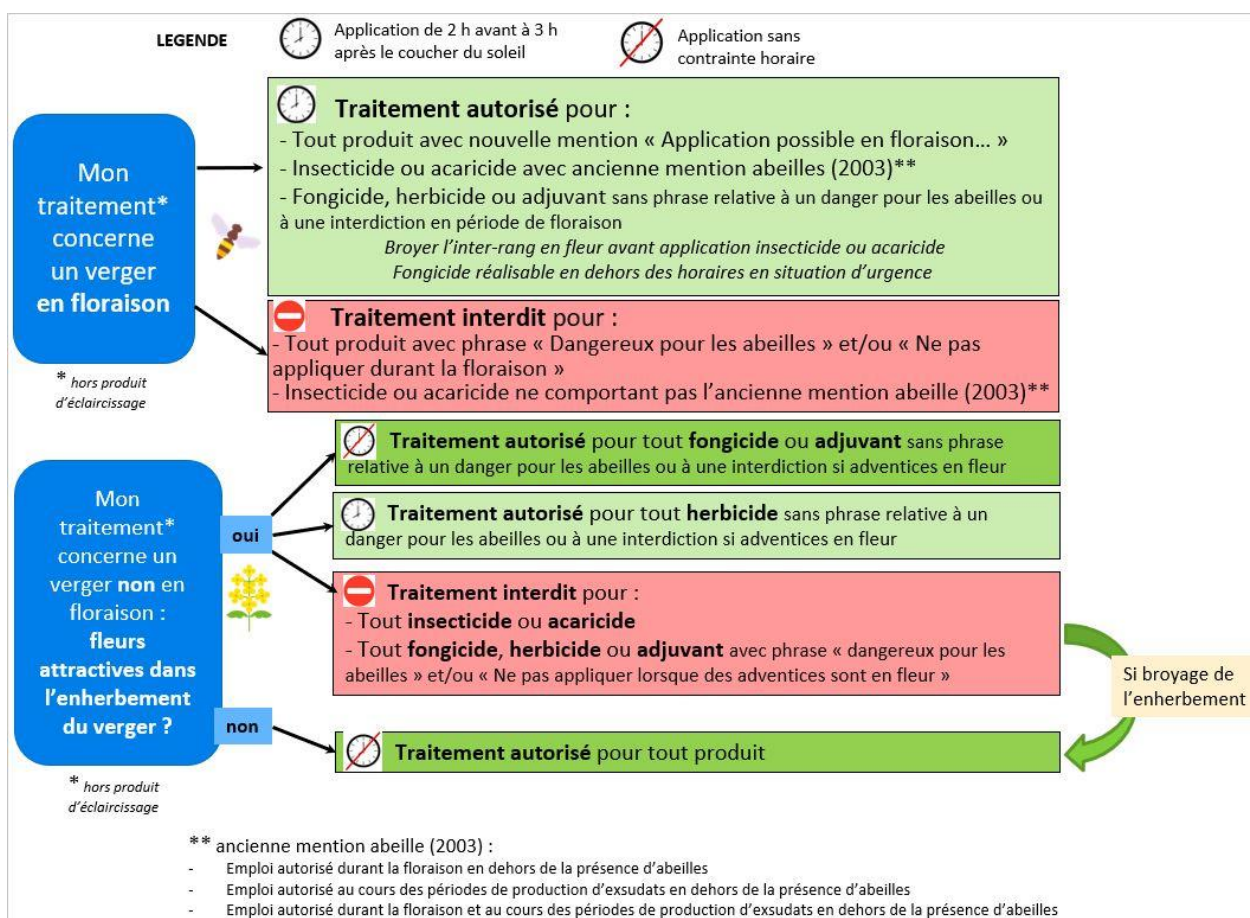 LEGENDE
Application de 2 h avant à 3 h
après le coucher du soleil
Application sans
contrainte horaire
Mon
traitement*
concerne
un verger
en floraison
* hors produit
d'éclaircissage
Traitement autorisé pour :
- Tout produit avec nouvelle mention « Application possible en floraison... »
- Insecticide ou acaricide avec ancienne mention abeilles (2003)**
- Fongicide, herbicide ou adjuvant sans phrase relative à un danger pour les abeilles ou
à une interdiction en période de floraison
Broyer l'inter-rang en fleur avant application insecticide ou acaricide
Fongicide réalisable en dehors des horaires en situation d'urgence
Traitement interdit pour :
- Tout produit avec phrase « Dangereux pour les abeilles » et/ou « Ne pas
appliquer durant la floraison »
- Insecticide ou acaricide ne comportant pas l'ancienne mention abeille (2003)**
Mon
traitement*
concerne un
verger non en
floraison :
fleurs
attractives dans
l'enherbement
du verger ?
* hors produit
d'éclaircissage
oui
Traitement autorisé pour tout fongicide ou adjuvant sans phrase
relative à un danger pour les abeilles ou à une interdiction si adventices en fleur
Traitement autorisé pour tout herbicide sans phrase relative à un
danger pour les abeilles ou à une interdiction si adventices en fleur
Traitement interdit pour :
- Tout insecticide ou acaricide
- Tout fongicide, herbicide ou adjuvant avec phrase « dangereux pour les
abeilles » et/ou « Ne pas appliquer lorsque des adventices sont en fleur »
Si broyage de
l'enherbement
non
Traitement autorisé pour tout produit
** ancienne mention abeille (2003) :
- Emploi autorisé durant la floraison en dehors de la présence d'abeilles
- Emploi autorisé au cours des périodes de production d'exsudats en dehors de la présence d'abeilles
- Emploi autorisé durant la floraison et au cours des périodes de production d'exsudats en dehors de la présence d'abeilles